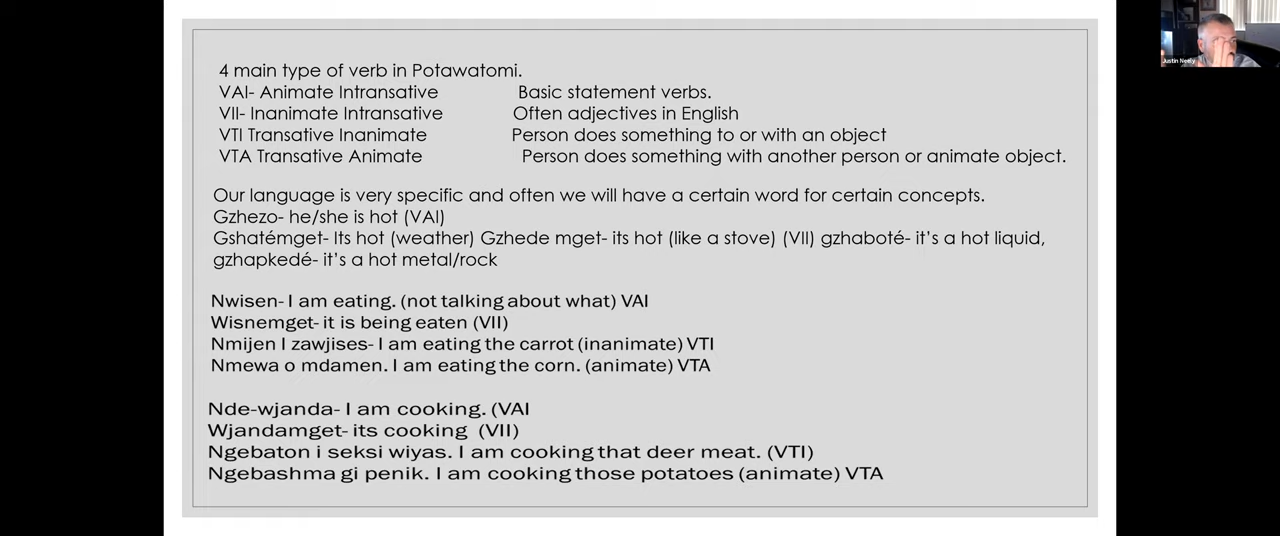 Justin Neely
4 main type of verb in Potawatomi.
VAI- Animate Intransative Basic statement verbs.
VII- Inanimate Intransative Often adjectives in English
VTI Transative Inanimate Person does something to or with an object
VTA Transative Animate Person does something with another person or animate object.
Our language is very specific and often we will have a certain word for certain concepts.
Gzhezo- he/she is hot (VAI)
Gshatémget- Its hot (weather) Gzhede mget- its hot (like a stove) (VII) gzhaboté- it’s a hot liquid,
gzhapkedé- it’s a hot metal/rock
Nwisen- I am eating. (not talking about what) VAI
Wisnemget- it is being eaten (VII)
Nmijen I zawjises- I am eating the carrot (inanimate) VTI
Nmewa o mdamen. I am eating the corn. (animate) VTA
Nde-wjanda- I am cooking. (VAI
Wjandamget- its cooking (VII)
Ngebaton i seksi wiyas. I am cooking that deer meat. (VTI)
Ngebashma gi penik. I am cooking those potatoes (animate) VTA